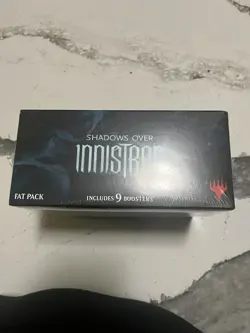 SHADOWS OVER
INNISTRAD
FAT PACK
INCLUDES 9 BOOSTERS